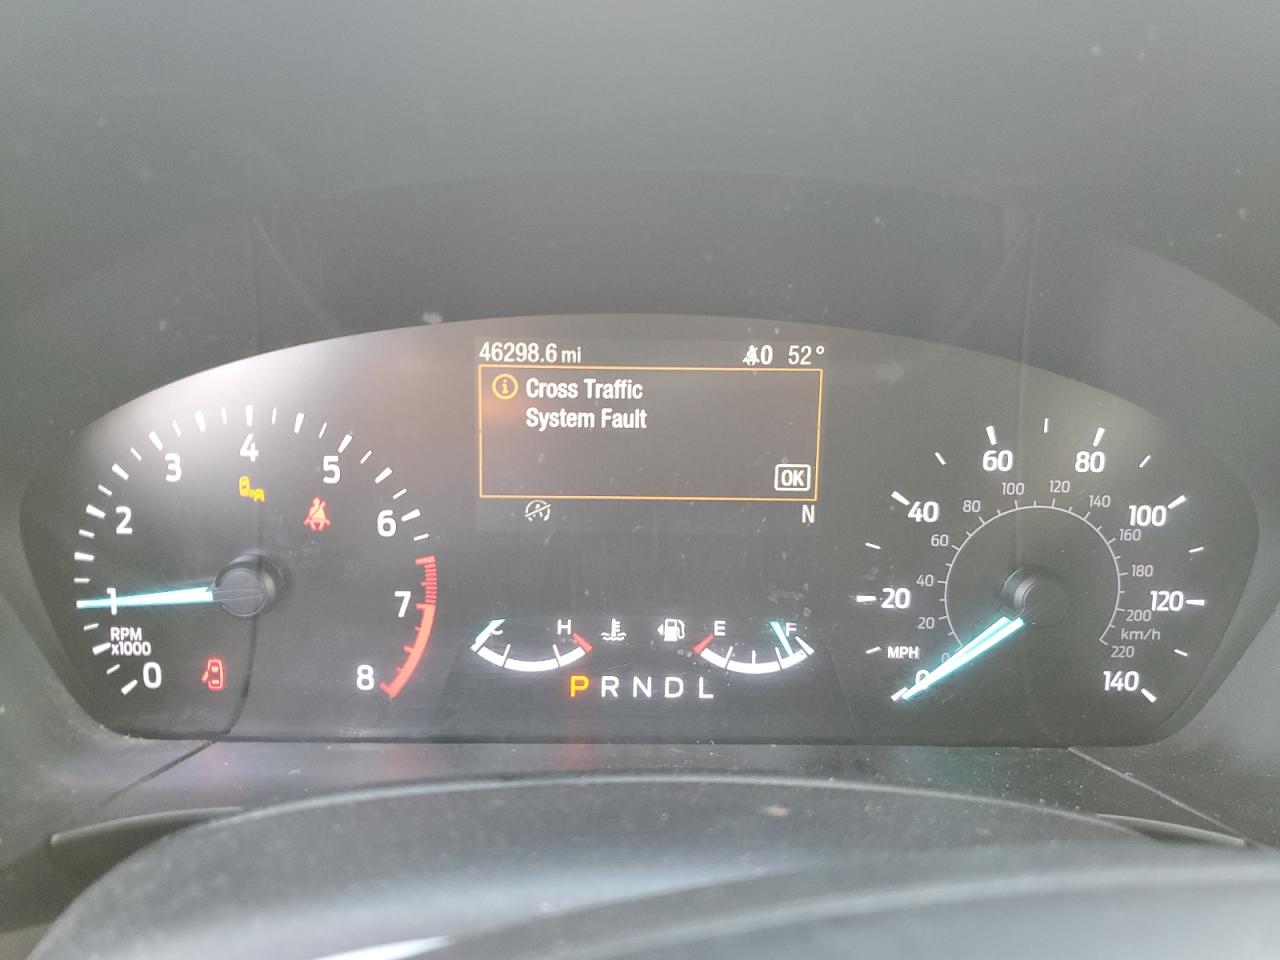 46298.6 mi 0 52°
Cross Traffic
System Fault
OK
N
0 1 2 3 4 5 6 7 8
RPM
x1000
C H E F
P R N D L
0 20 40 60 80 100 120 140
MPH
0 20 40 60 80 100 120 140 160 180 200 220
km/h